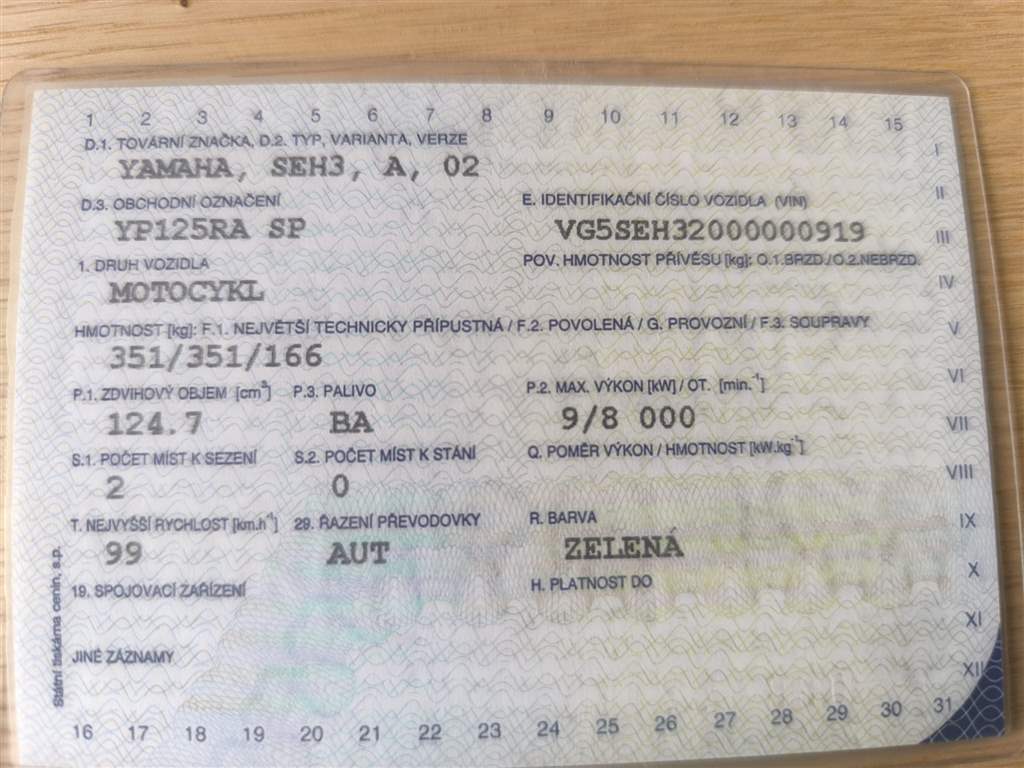 1 2 3 4 5 6 7 8 9 10 11 12 13 14 15
D.1. TOVÁRNÍ ZNAČKA, D.2. TYP, VARIANTA, VERZE
I
YAMAHA, SEH3, A, 02
II
D.3. OBCHODNÍ OZNAČENÍ E. IDENTIFIKAČNÍ ČÍSLO VOZIDLA (VIN)
YP125RA SP VG5SEH32000000919
III
1. DRUH VOZIDLA POV. HMOTNOST PŘÍVĚSU [kg]: O.1.BRZD./O.2.NEBRZD.
MOTOCYKL
IV
HMOTNOST [kg]: F.1. NEJVĚTŠÍ TECHNICKY PŘÍPUSTNÁ / F.2. POVOLENÁ / G. PROVOZNÍ / F.3. SOUPRAVY
V
351/351/166
VI
P.1. ZDVIHOVÝ OBJEM [cm³] P.3. PALIVO P.2. MAX. VÝKON [kW] / OT. [min.⁻¹]
124.7 BA 9/8 000
VII
S.1. POČET MÍST K SEZENÍ S.2. POČET MÍST K STÁNÍ Q. POMĚR VÝKON / HMOTNOST [kW.kg⁻¹]
VIII
2 0
T. NEJVYŠŠÍ RYCHLOST [km.h⁻¹] 29. ŘAZENÍ PŘEVODOVKY R. BARVA
IX
99 AUT ZELENÁ
X
19. SPOJOVACÍ ZAŘÍZENÍ H. PLATNOST DO
XI
JINÉ ZÁZNAMY
XII
Státní tiskárna cenin, s.p.
16 17 18 19 20 21 22 23 24 25 26 27 28 29 30 31